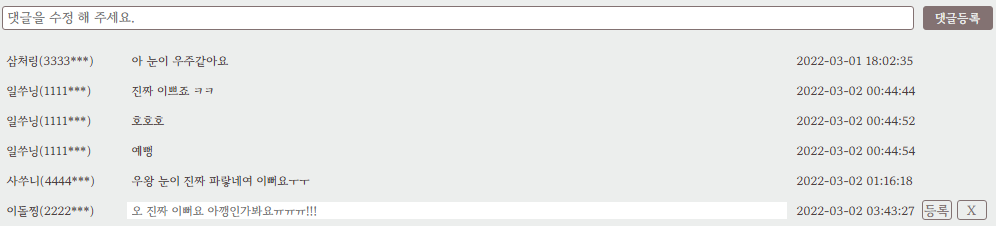 댓글을 수정 해 주세요. 댓글등록
삼처링(3333***) 아 눈이 우주같아요 2022-03-01 18:02:35
일쑤닝(1111***) 진짜 이쁘죠 ㅋㅋ 2022-03-02 00:44:44
일쑤닝(1111***) 호호호 2022-03-02 00:44:52
일쑤닝(1111***) 예뻥 2022-03-02 00:44:54
사쑤니(4444***) 우왕 눈이 진짜 파랗네여 이뻐요ㅜㅜ 2022-03-02 01:16:18
이돌찡(2222***) 오 진짜 이뻐요 아깽인가봐요ㅠㅠㅠ!!! 2022-03-02 03:43:27 등록 X